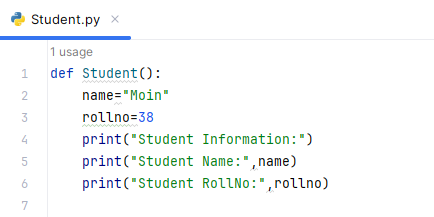 Student.py ×
1 usage
1 def Student():
2     name="Moin"
3     rollno=38
4     print("Student Information:")
5     print("Student Name:",name)
6     print("Student RollNo:",rollno)
7